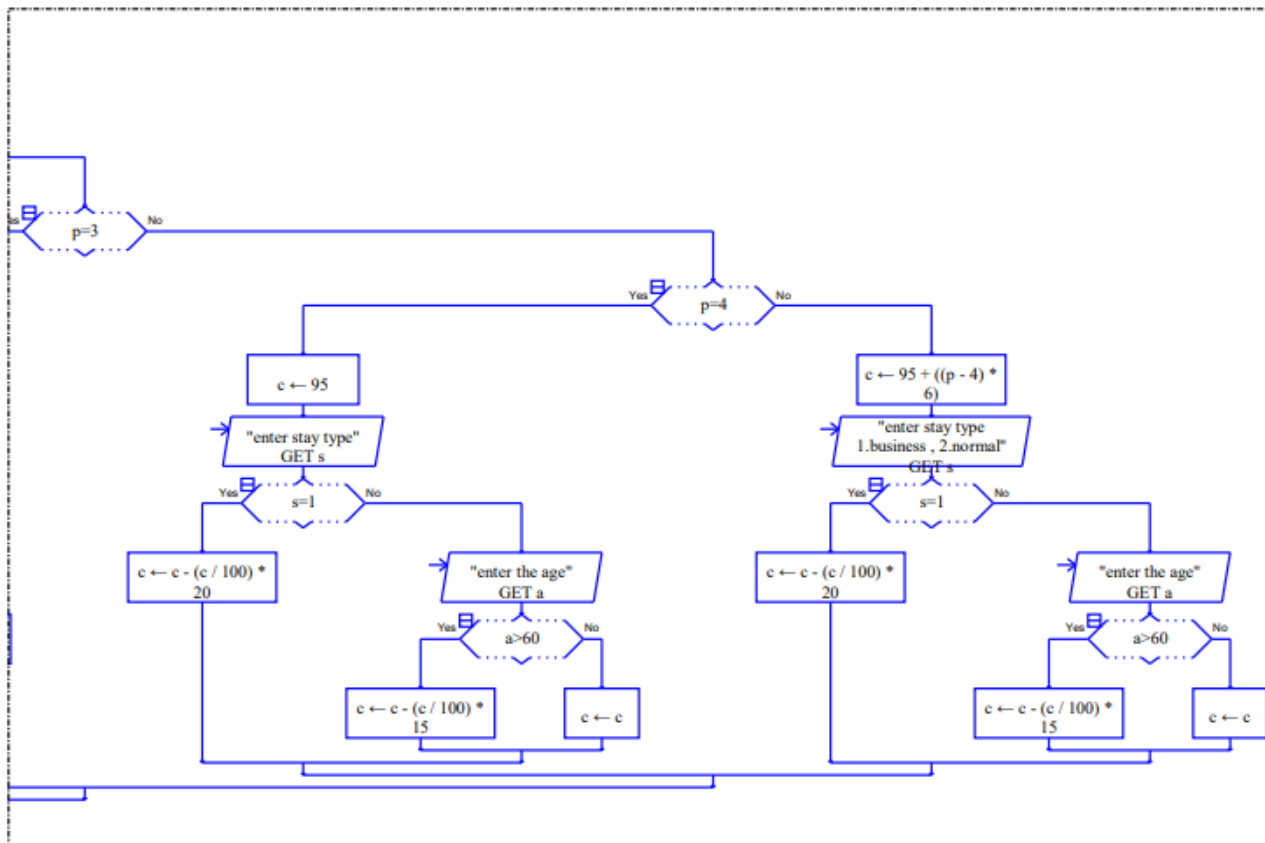 es
p=3
No
Yes
p=4
No
c ← 95
c ← 95 + ((p - 4) *
6)
"enter stay type"
GET s
"enter stay type
1.business , 2.normal"
GET s
Yes
s=1
No
Yes
s=1
No
c ← c - (c / 100) *
20
"enter the age"
GET a
c ← c - (c / 100) *
20
"enter the age"
GET a
Yes
a>60
No
Yes
a>60
No
c ← c - (c / 100) *
15
c ← c
c ← c - (c / 100) *
15
c ← c